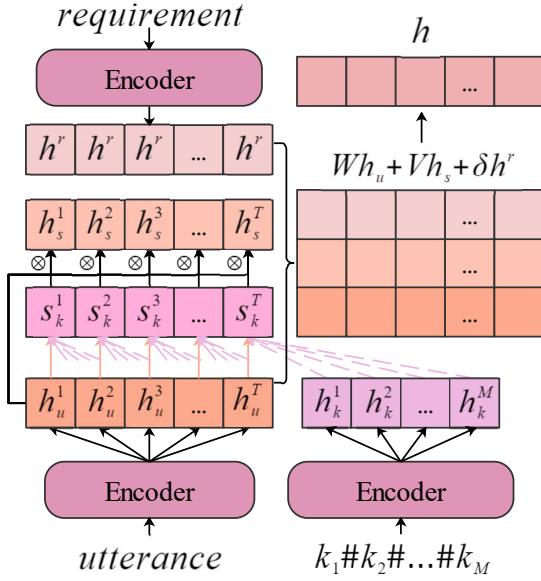 requirement
h
Encoder
h^r h^r h^r ... h^r
...
Wh_u + Vh_s + δh^r
h_s^1 h_s^2 h_s^3 ... h_s^T
...
⊗ ⊗ ⊗ ⊗ ⊗
...
s_k^1 s_k^2 s_k^3 ... s_k^T
...
h_u^1 h_u^2 h_u^3 ... h_u^T
h_k^1 h_k^2 ... h_k^M
Encoder
Encoder
utterance
k_1#k_2#...#k_M